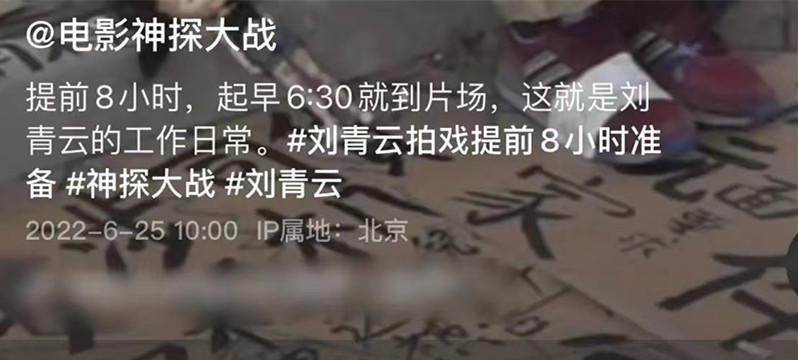 @电影神探大战
提前8小时，起早6:30就到片场，这就是刘
青云的工作日常。#刘青云拍戏提前8小时准
备 #神探大战 #刘青云
2022-6-25 10:00 IP属地：北京
家